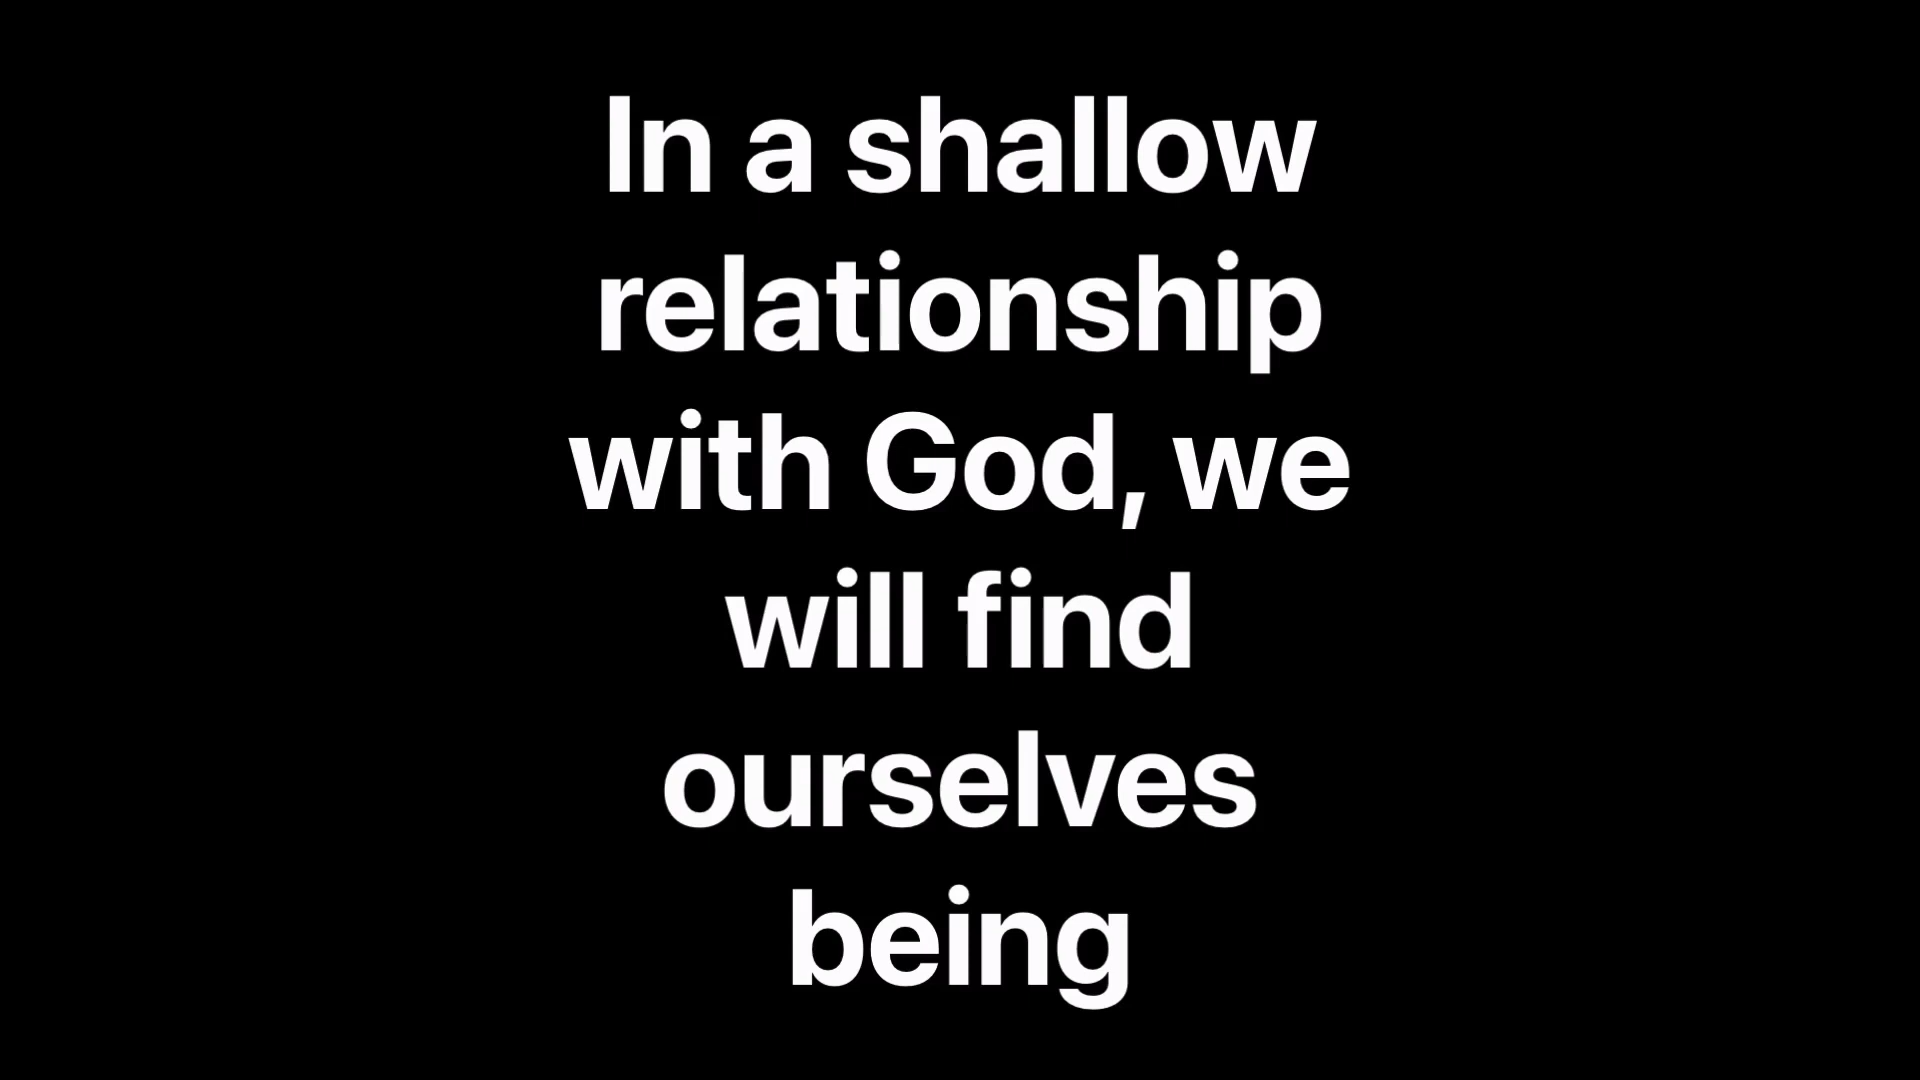 In a shallow
relationship
with God, we
will find
ourselves
being